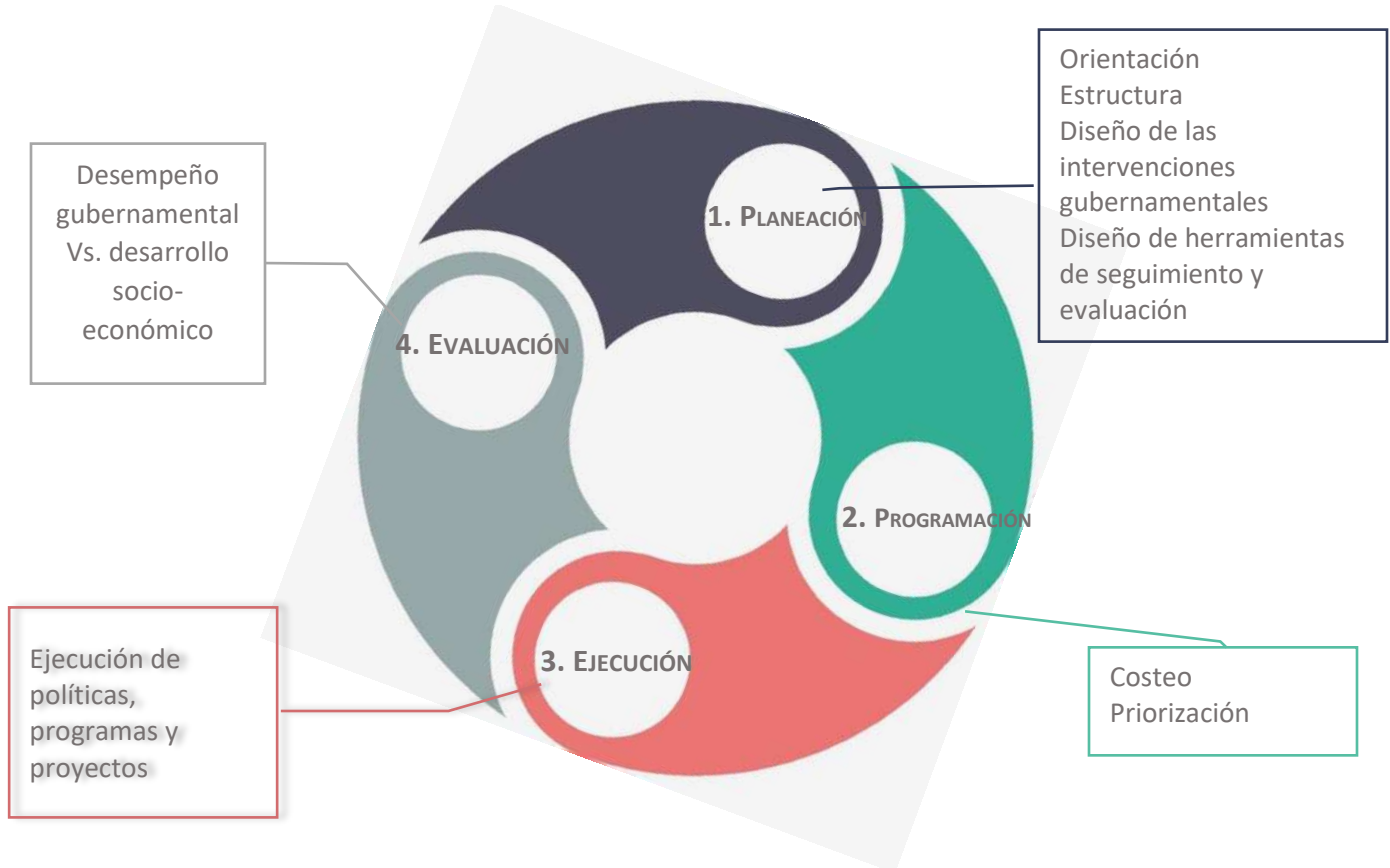 Orientación
Estructura
Diseño de las
intervenciones
gubernamentales
Diseño de herramientas
de seguimiento y
evaluación
Desempeño
gubernamental
Vs. desarrollo
socio-
económico
1. PLANEACIÓN
4. EVALUACIÓN
2. PROGRAMACIÓN
3. EJECUCIÓN
Ejecución de
políticas,
programas y
proyectos
Costeo
Priorización